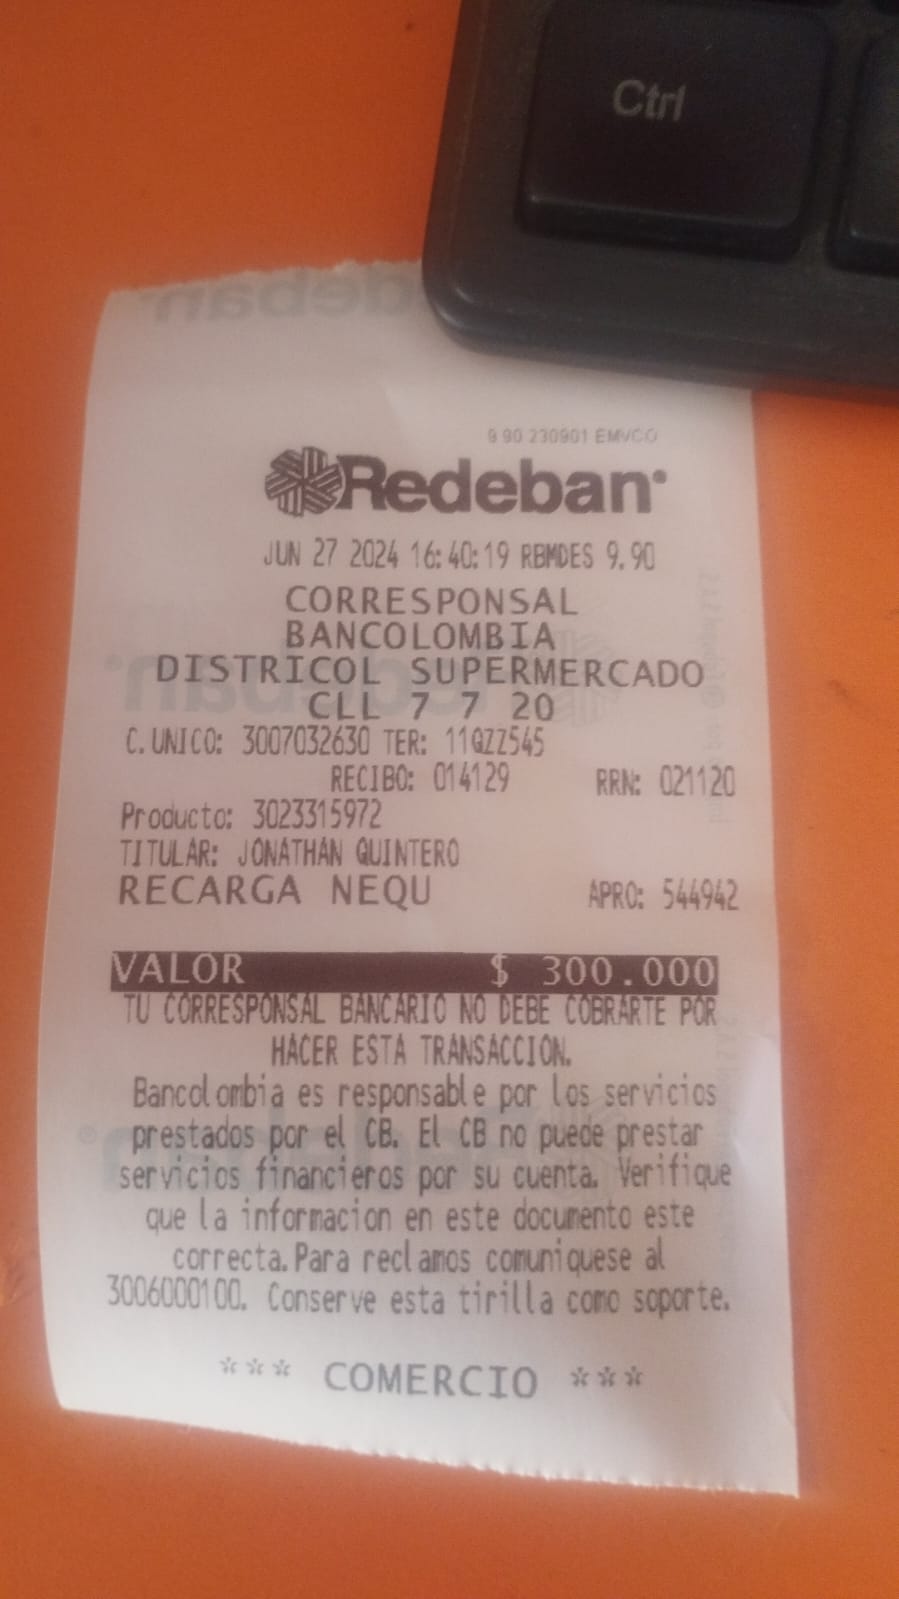 Ctrl
9.90 230901 EMVCO
Redeban
JUN 27 2024 16:40:19 RBMDES 9.90
CORRESPONSAL
BANCOLOMBIA
DISTRICOL SUPERMERCADO
CLL 7 7 20
C.UNICO: 3007032630 TER: 11QZZ545
RECIBO: 014129 RRN: 021120
Producto: 3023315972
TITULAR: JONATHAN QUINTERO
RECARGA NEQU APRO: 544942
VALOR $ 300.000
TU CORRESPONSAL BANCARIO NO DEBE COBRARTE POR
HACER ESTA TRANSACCION.
Bancolombia es responsable por los servicios
prestados por el CB. El CB no puede prestar
servicios financieros por su cuenta. Verifique
que la informacion en este documnto este
correcta.Para reclamos comuniquese al
3006000100. Conserve esta tirilla como soporte.
*** COMERCIO ***